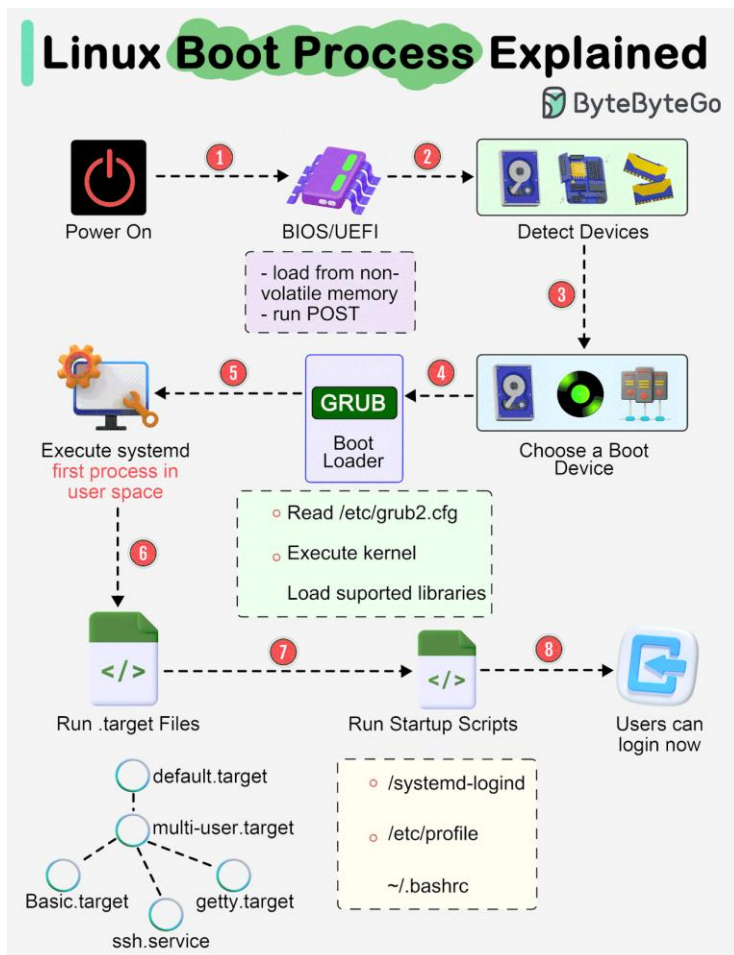 Linux Boot Process Explained
ByteByteGo
1
2
Power On
BIOS/UEFI
Detect Devices
- load from non-
volatile memory
- run POST
3
5
4
GRUB
Boot
Loader
Execute systemd
first process in
user space
Choose a Boot
Device
Read /etc/grub2.cfg
Execute kernel
Load suported libraries
6
7
8
</>
</>
Run .target Files
Run Startup Scripts
Users can
login now
default.target
multi-user.target
Basic.target
getty.target
ssh.service
/systemd-logind
/etc/profile
~/.bashrc